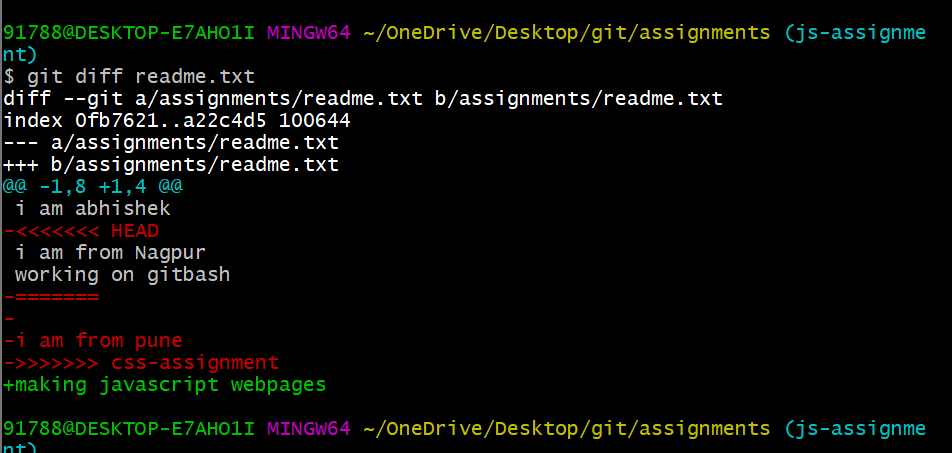 91788@DESKTOP-E7AHO1I MINGW64 ~/OneDrive/Desktop/git/assignments (js-assignme
nt)
$ git diff readme.txt
diff --git a/assignments/readme.txt b/assignments/readme.txt
index 0fb7621..a22c4d5 100644
--- a/assignments/readme.txt
+++ b/assignments/readme.txt
@@ -1,8 +1,4 @@
 i am abhishek
-<<<<<<< HEAD
 i am from Nagpur
 working on gitbash
-=======
-
-i am from pune
->>>>>>> css-assignment
+making javascript webpages
91788@DESKTOP-E7AHO1I MINGW64 ~/OneDrive/Desktop/git/assignments (js-assignme
nt)